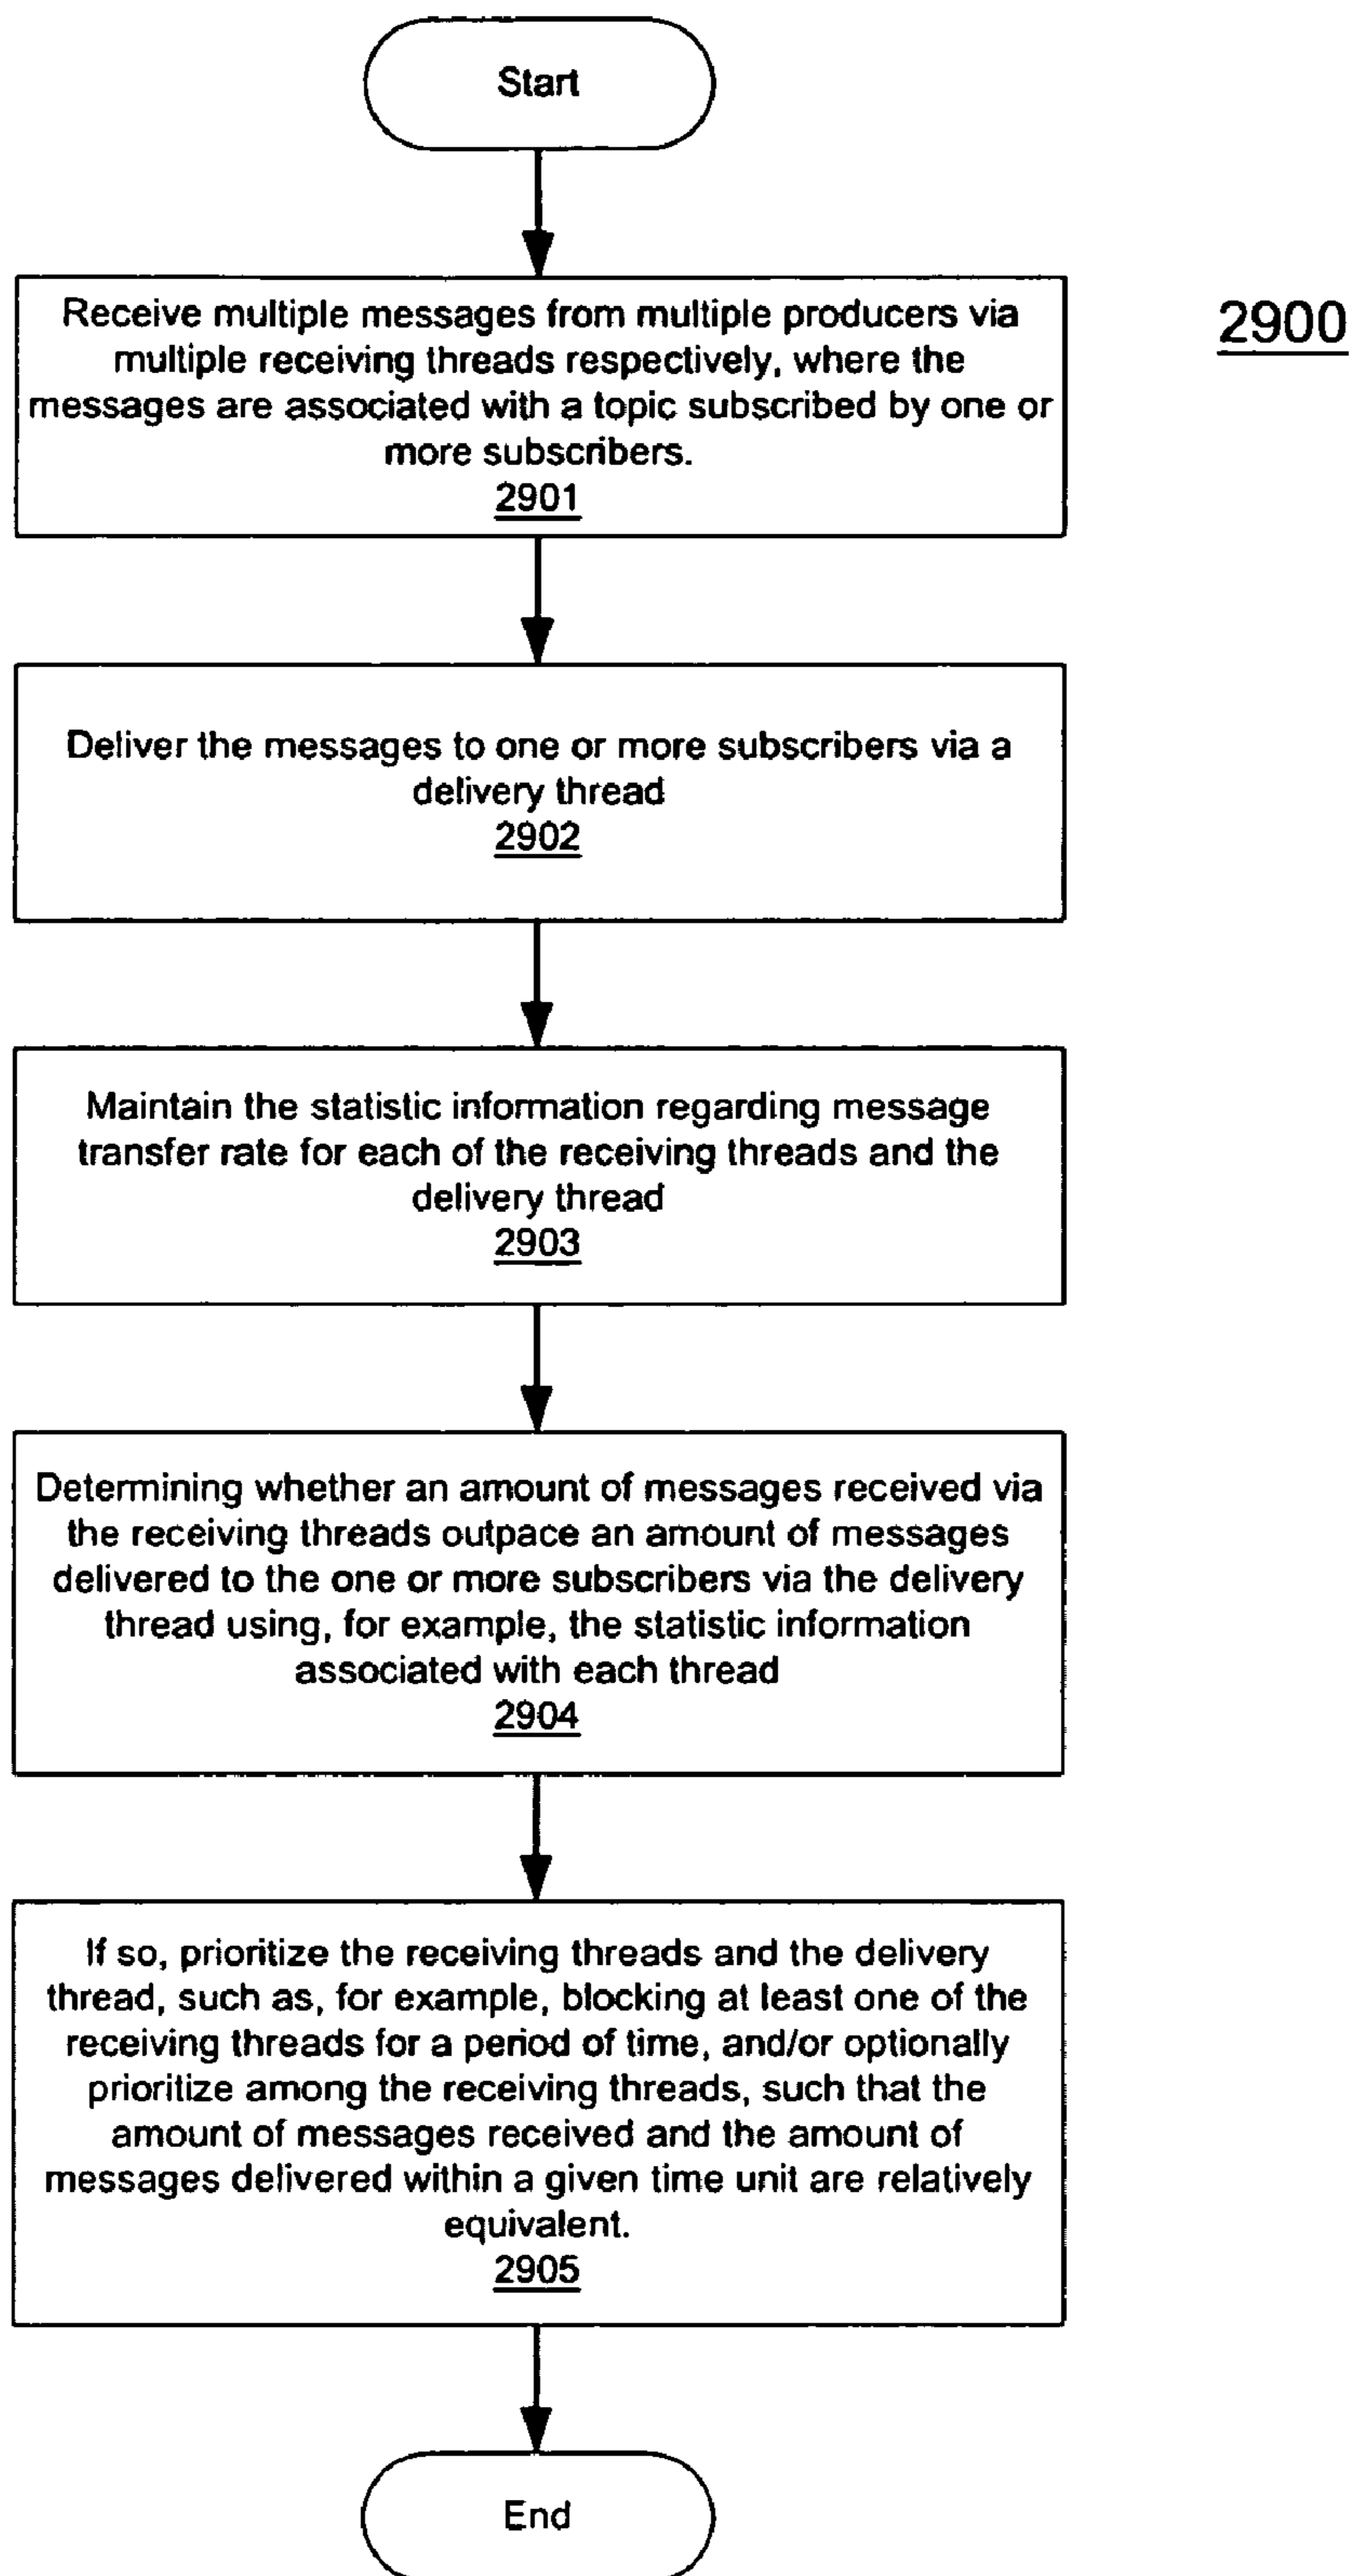 Start
Receive multiple messages from multiple producers via
multiple receiving threads respectively, where the
messages are associated with a topic subscribed by one or
more subscribers.
2901
2900
Deliver the messages to one or more subscribers via a
delivery thread
2902
Maintain the statistic information regarding message
transfer rate for each of the receiving threads and the
delivery thread
2903
Determining whether an amount of messages received via
the receiving threads outpace an amount of messages
delivered to the one or more subscribers via the delivery
thread using, for example, the statistic information
associated with each thread
2904
If so, prioritize the receiving threads and the delivery
thread, such as, for example, blocking at least one of the
receiving threads for a period of time, and/or optionally
prioritize among the receiving threads, such that the
amount of messages received and the amount of
messages delivered within a given time unit are relatively
equivalent.
2905
End